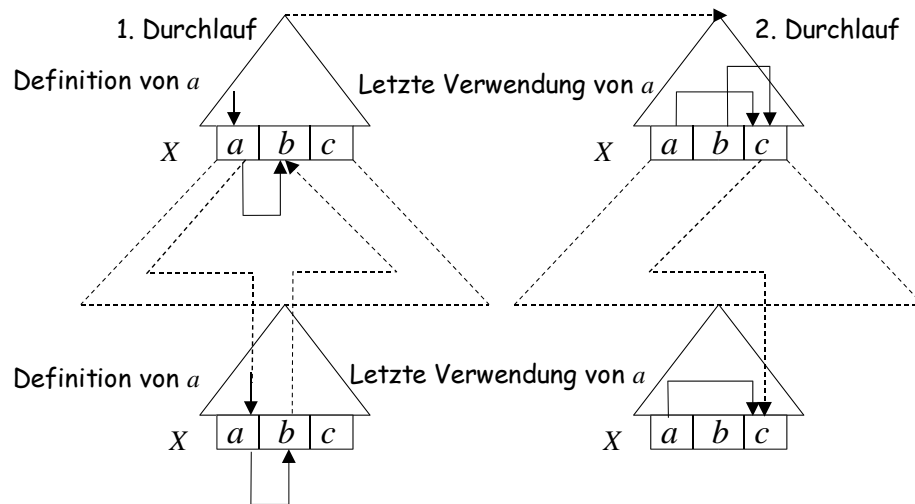 1. Durchlauf
2. Durchlauf
Definition von a
Letzte Verwendung von a
X a b c
X a b c
Definition von a
Letzte Verwendung von a
X a b c
X a b c